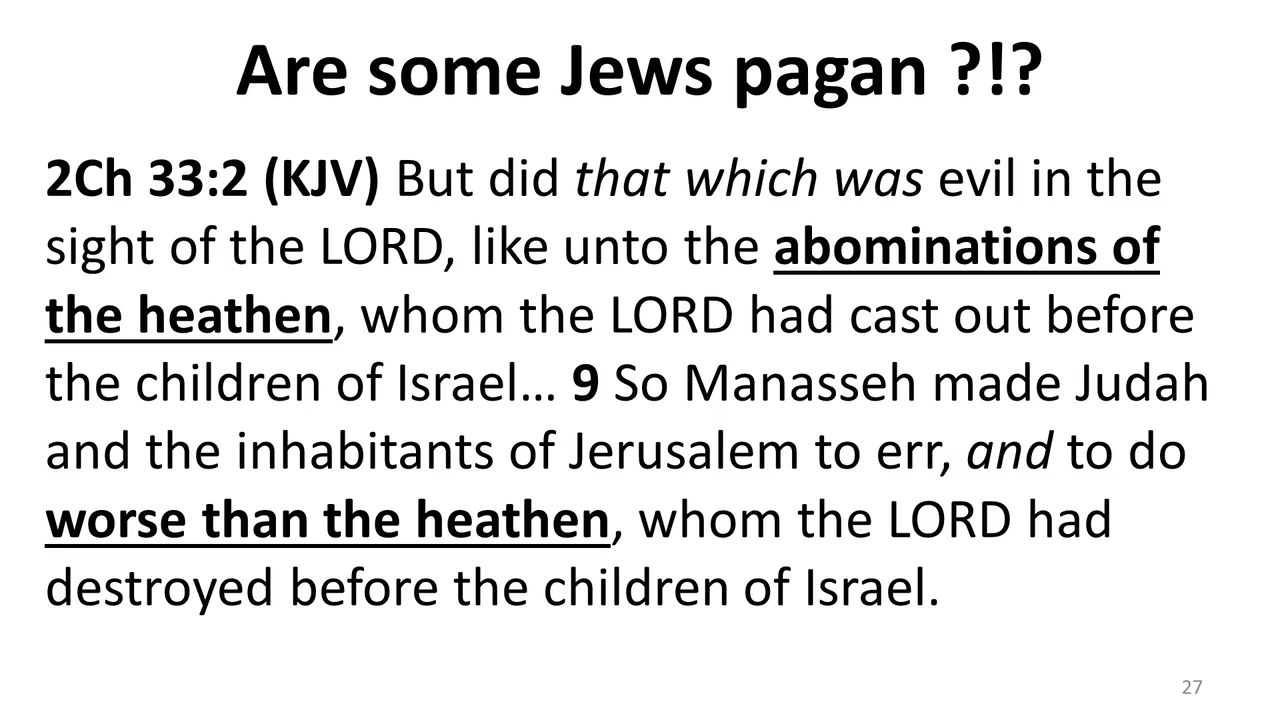 Are some Jews pagan ?!?
2Ch 33:2 (KJV) But did that which was evil in the
sight of the LORD, like unto the abominations of
the heathen, whom the LORD had cast out before
the children of Israel… 9 So Manasseh made Judah
and the inhabitants of Jerusalem to err, and to do
worse than the heathen, whom the LORD had
destroyed before the children of Israel.
27